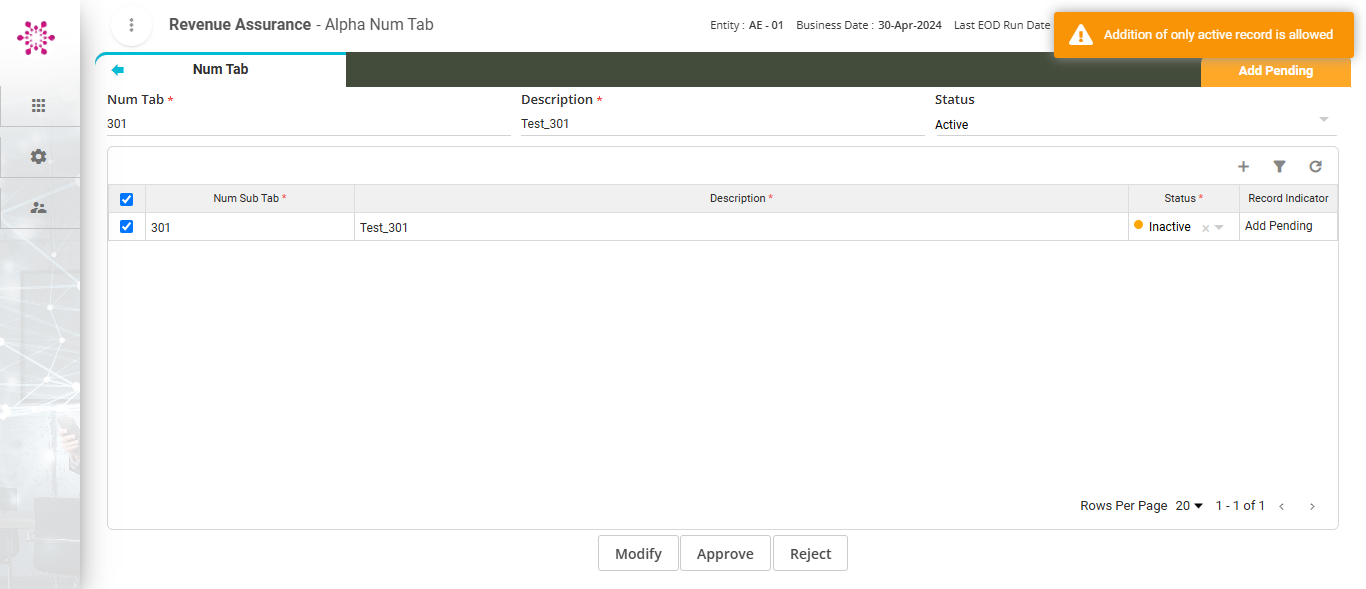 Revenue Assurance - Alpha Num Tab
Entity : AE - 01 Business Date : 30-Apr-2024 Last EOD Run Date
Addition of only active record is allowed
Num Tab
Add Pending
Num Tab * Description * Status
301 Test_301 Active
Num Sub Tab * Description * Status * Record Indicator
301 Test_301 Inactive Add Pending
Rows Per Page 20 1 - 1 of 1
Modify Approve Reject